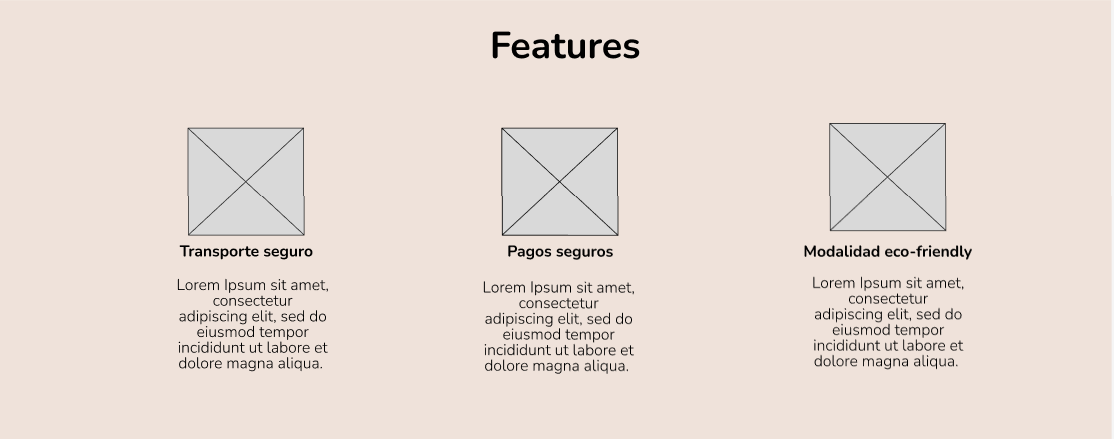 Features
Transporte seguro
Lorem Ipsum sit amet,
consectetur
adipiscing elit, sed do
eiusmod tempor
incididunt ut labore et
dolore magna aliqua.
Pagos seguros
Lorem Ipsum sit amet,
consectetur
adipiscing elit, sed do
eiusmod tempor
incididunt ut labore et
dolore magna aliqua.
Modalidad eco-friendly
Lorem Ipsum sit amet,
consectetur
adipiscing elit, sed do
eiusmod tempor
incididunt ut labore et
dolore magna aliqua.